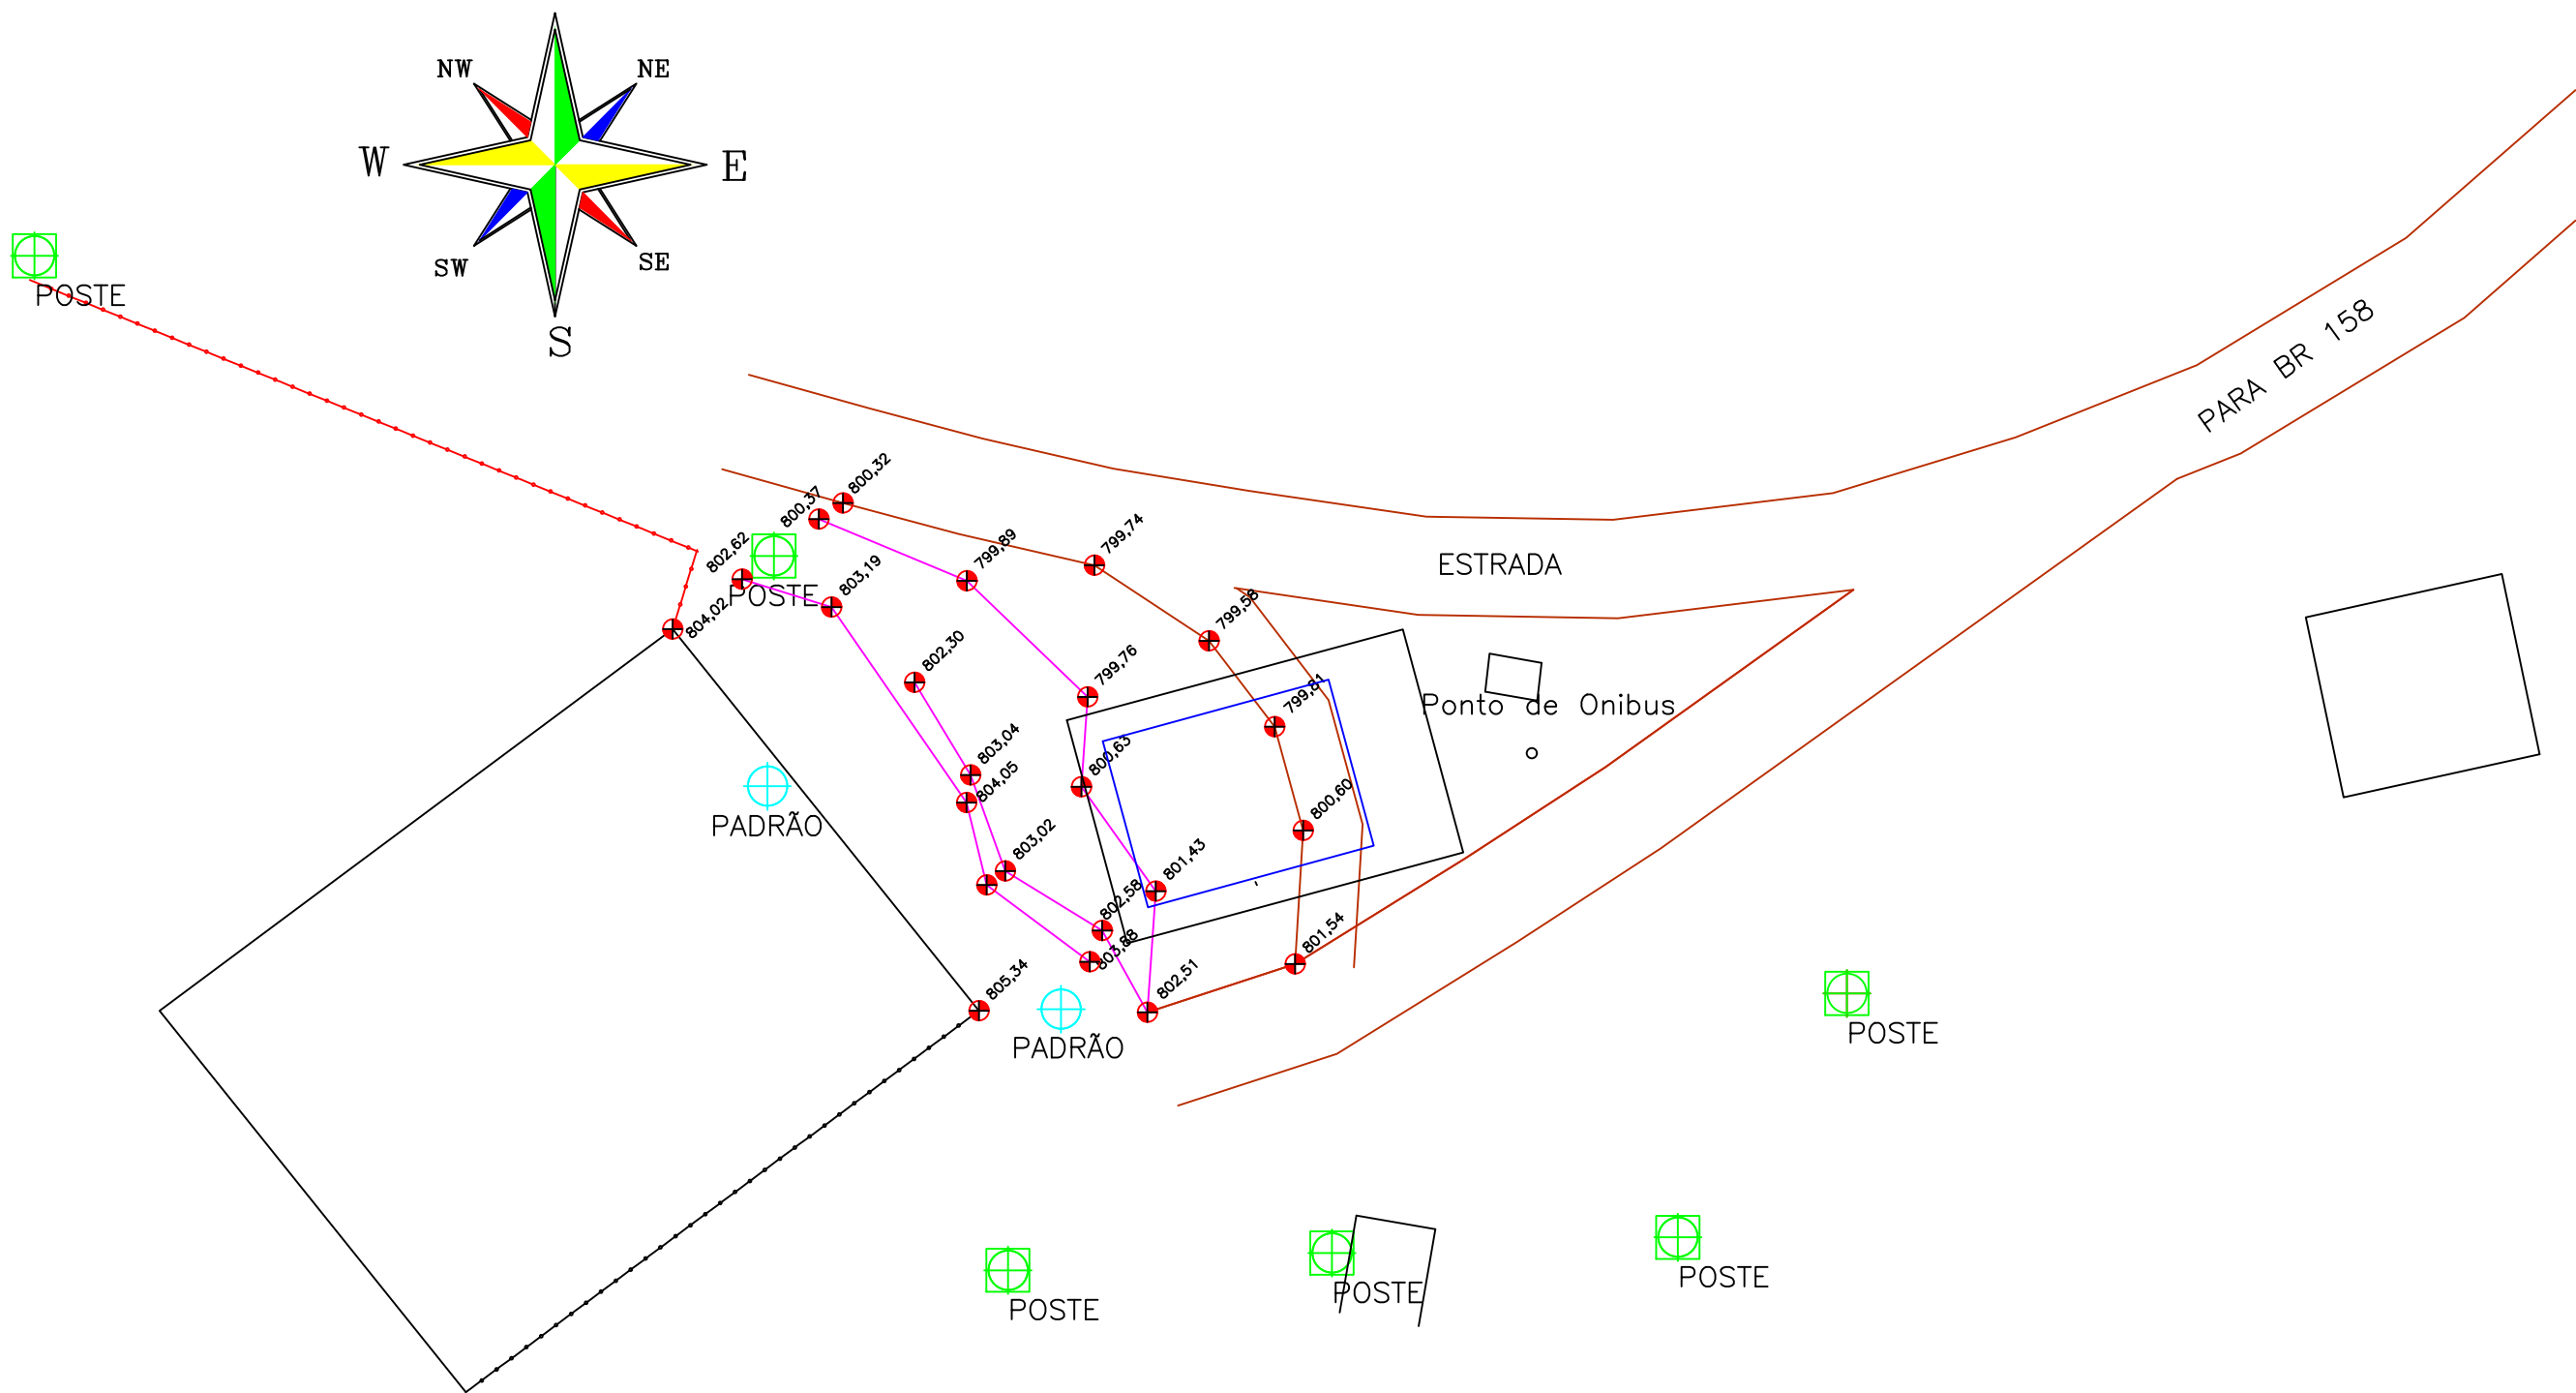 NW
NE
W
E
SW
SE
S
POSTE
PARA BR 158
800,32
800,37
799,89
799,74
802,62
ESTRADA
POSTE
803,19
799,58
804,02
802,30
799,76
799,81
Ponto de Onibus
803,04
800,63
804,05
800,60
PADRÃO
803,02
801,43
802,58
803,88
801,54
805,34
802,51
PADRÃO
POSTE
POSTE
POSTE
POSTE